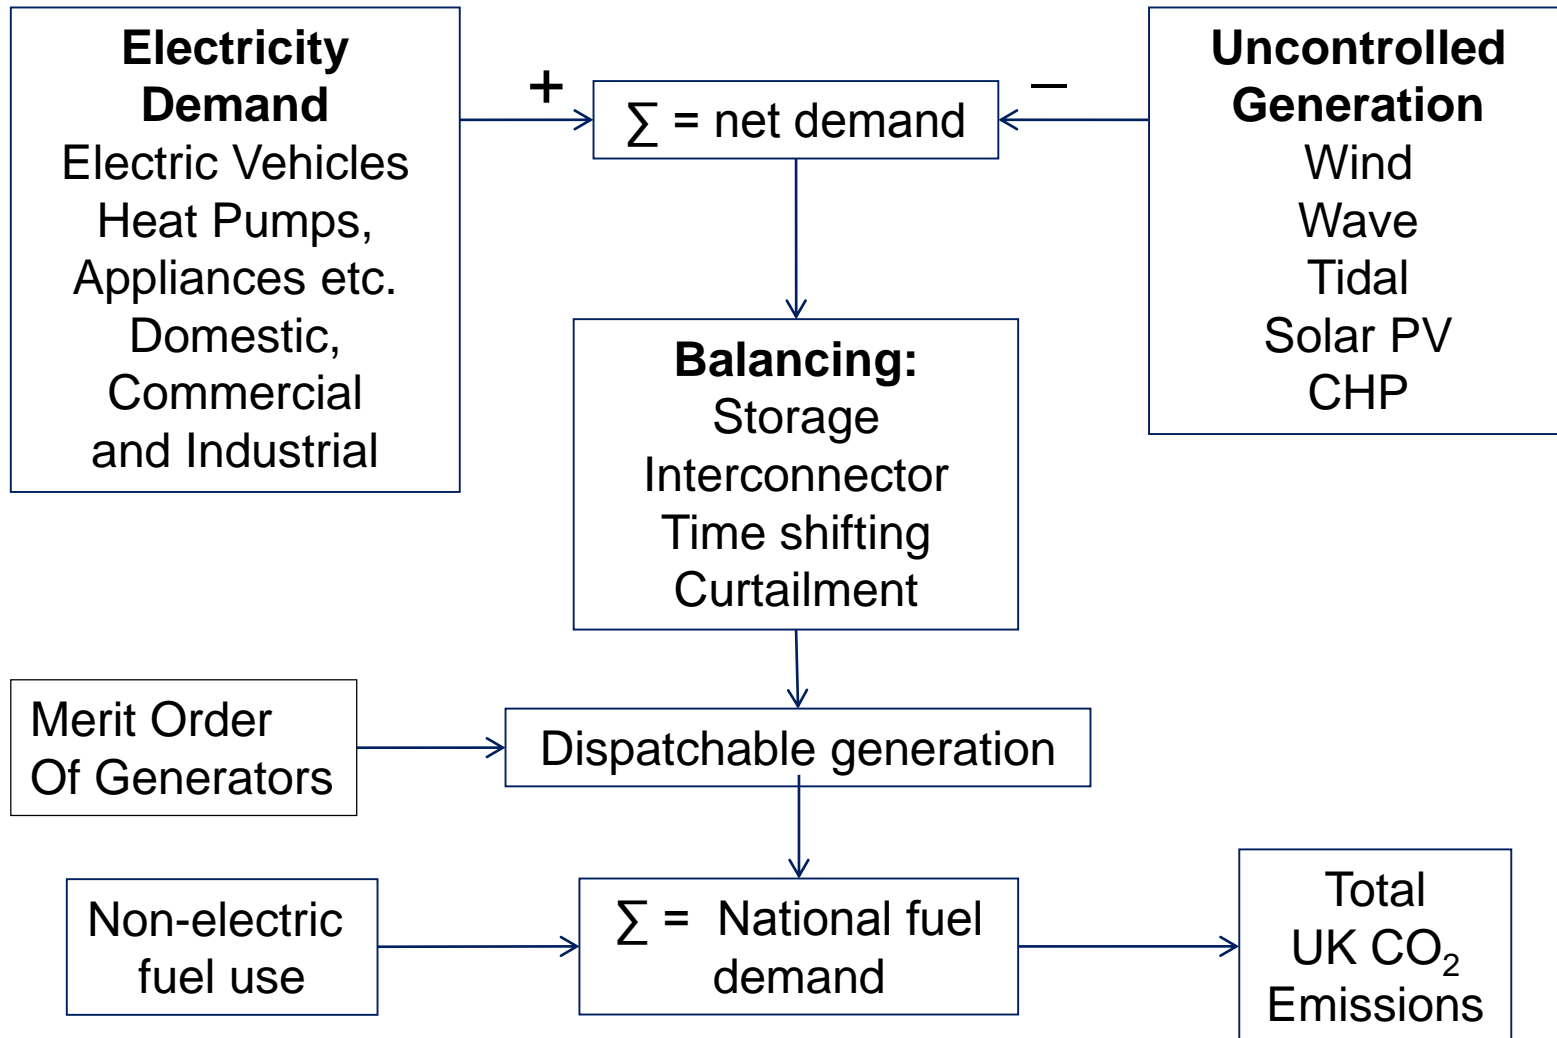 Electricity
Demand
Electric Vehicles
Heat Pumps,
Appliances etc.
Domestic,
Commercial
and Industrial
+
∑ = net demand
–
Uncontrolled
Generation
Wind
Wave
Tidal
Solar PV
CHP
Balancing:
Storage
Interconnector
Time shifting
Curtailment
Merit Order
Of Generators
Dispatchable generation
Non-electric
fuel use
∑ = National fuel
demand
Total
UK CO₂
Emissions